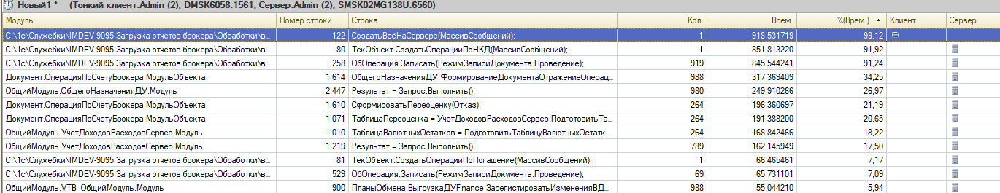 Новый1 * (Тонкий клиент:Admin (2), DMSK6058:1561; Сервер:Admin (2), SMSK02MG138U:6560)
Модуль Номер строки Строка Кол. Врем. %(Врем.) Клиент Сервер
C:\1c\Служебки\IMDEV-9095 Загрузка отчетов брокера\Обработки\в... 122 СоздатьВсёНаСервере(МассивСообщений); 1 918,531719 99,12
C:\1c\Служебки\IMDEV-9095 Загрузка отчетов брокера\Обработки\в... 80 ТекОбъект.СоздатьОперацииПоНКД(МассивСообщений); 1 851,813220 91,92
C:\1c\Служебки\IMDEV-9095 Загрузка отчетов брокера\Обработки\в... 258 ОбОперация.Записать(РежимЗаписиДокумента.Проведение); 919 845,544241 91,24
Документ.ОперацияПоСчетуБрокера.МодульОбъекта 1 614 ОбщегоНазначенияДУ.ФормированиеДокументаОтражениеОперац... 988 317,369409 34,25
ОбщийМодуль.ОбщегоНазначенияДУ.Модуль 2 447 Результат = Запрос.Выполнить(); 980 249,910266 26,97
Документ.ОперацияПоСчетуБрокера.МодульОбъекта 1 610 СформироватьПереоценку(Отказ); 264 196,360697 21,19
Документ.ОперацияПоСчетуБрокера.МодульОбъекта 1 071 ТаблицаПереоценка = УчетДоходовРасходовСервер.ПодготовитьТа... 264 191,388200 20,65
ОбщийМодуль.УчетДоходовРасходовСервер.Модуль 1 010 ТаблицаВалютныхОстатков = ПодготовитьТаблицуВалютныхОстатк... 264 168,842466 18,22
ОбщийМодуль.УчетДоходовРасходовСервер.Модуль 1 219 Результат = Запрос.Выполнить(); 789 162,145949 17,50
C:\1c\Служебки\IMDEV-9095 Загрузка отчетов брокера\Обработки\в... 81 ТекОбъект.СоздатьОперацииПоПогашение(МассивСообщений); 1 66,465461 7,17
C:\1c\Служебки\IMDEV-9095 Загрузка отчетов брокера\Обработки\в... 529 ОбОперация.Записать(РежимЗаписиДокумента.Проведение); 69 65,731101 7,09
ОбщийМодуль.VTB_ОбщийМодуль.Модуль 900 ПланыОбмена.ВыгрузкаДУFinance.ЗарегистироватьИзмененияВД... 988 55,044210 5,94